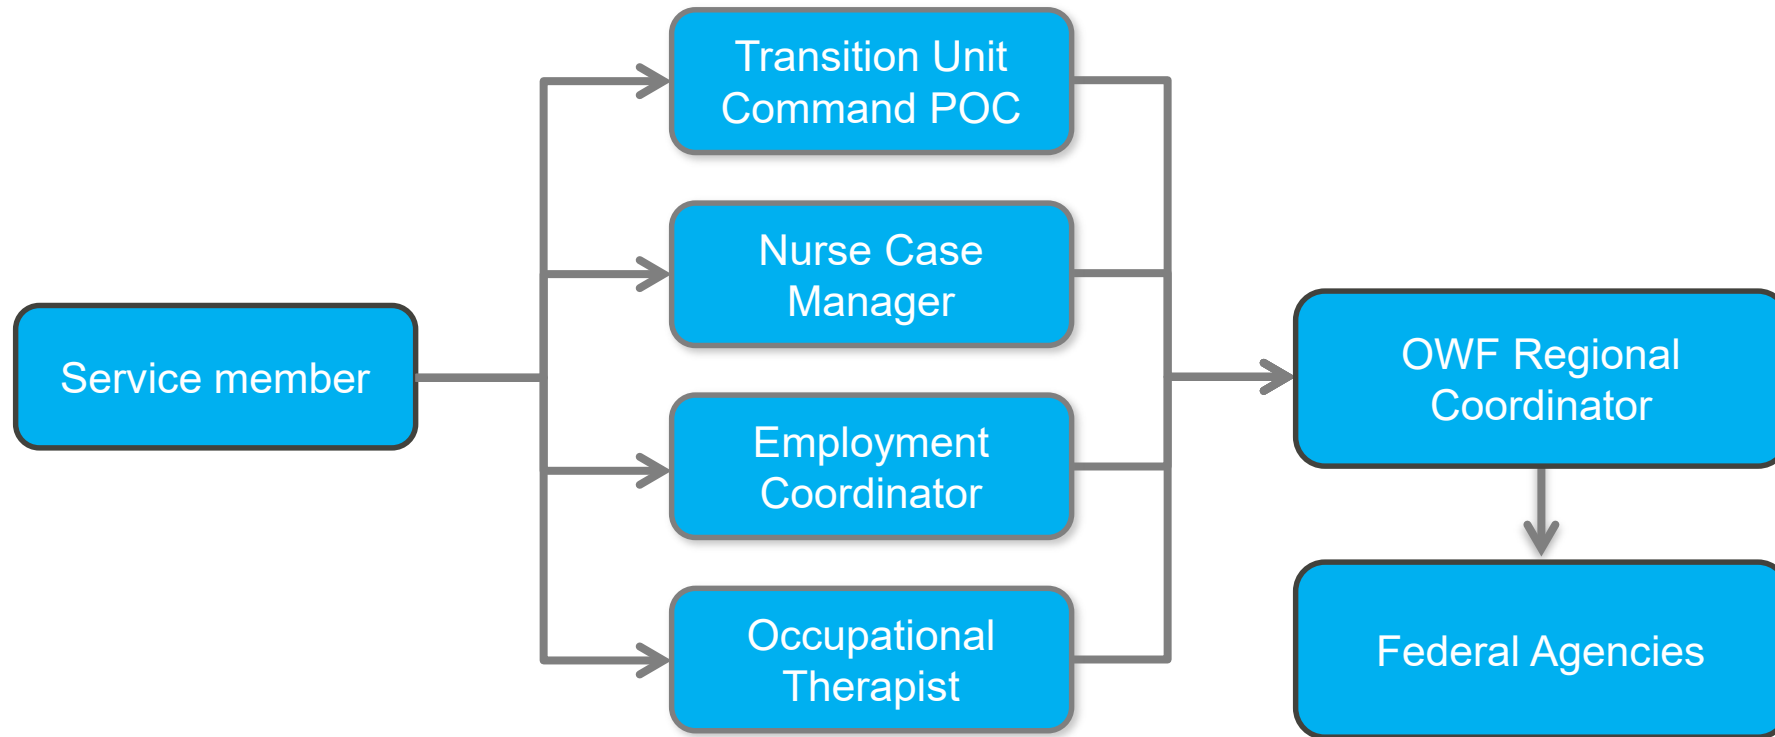 Service member
Transition Unit
Command POC
Nurse Case
Manager
Employment
Coordinator
Occupational
Therapist
OWF Regional
Coordinator
Federal Agencies